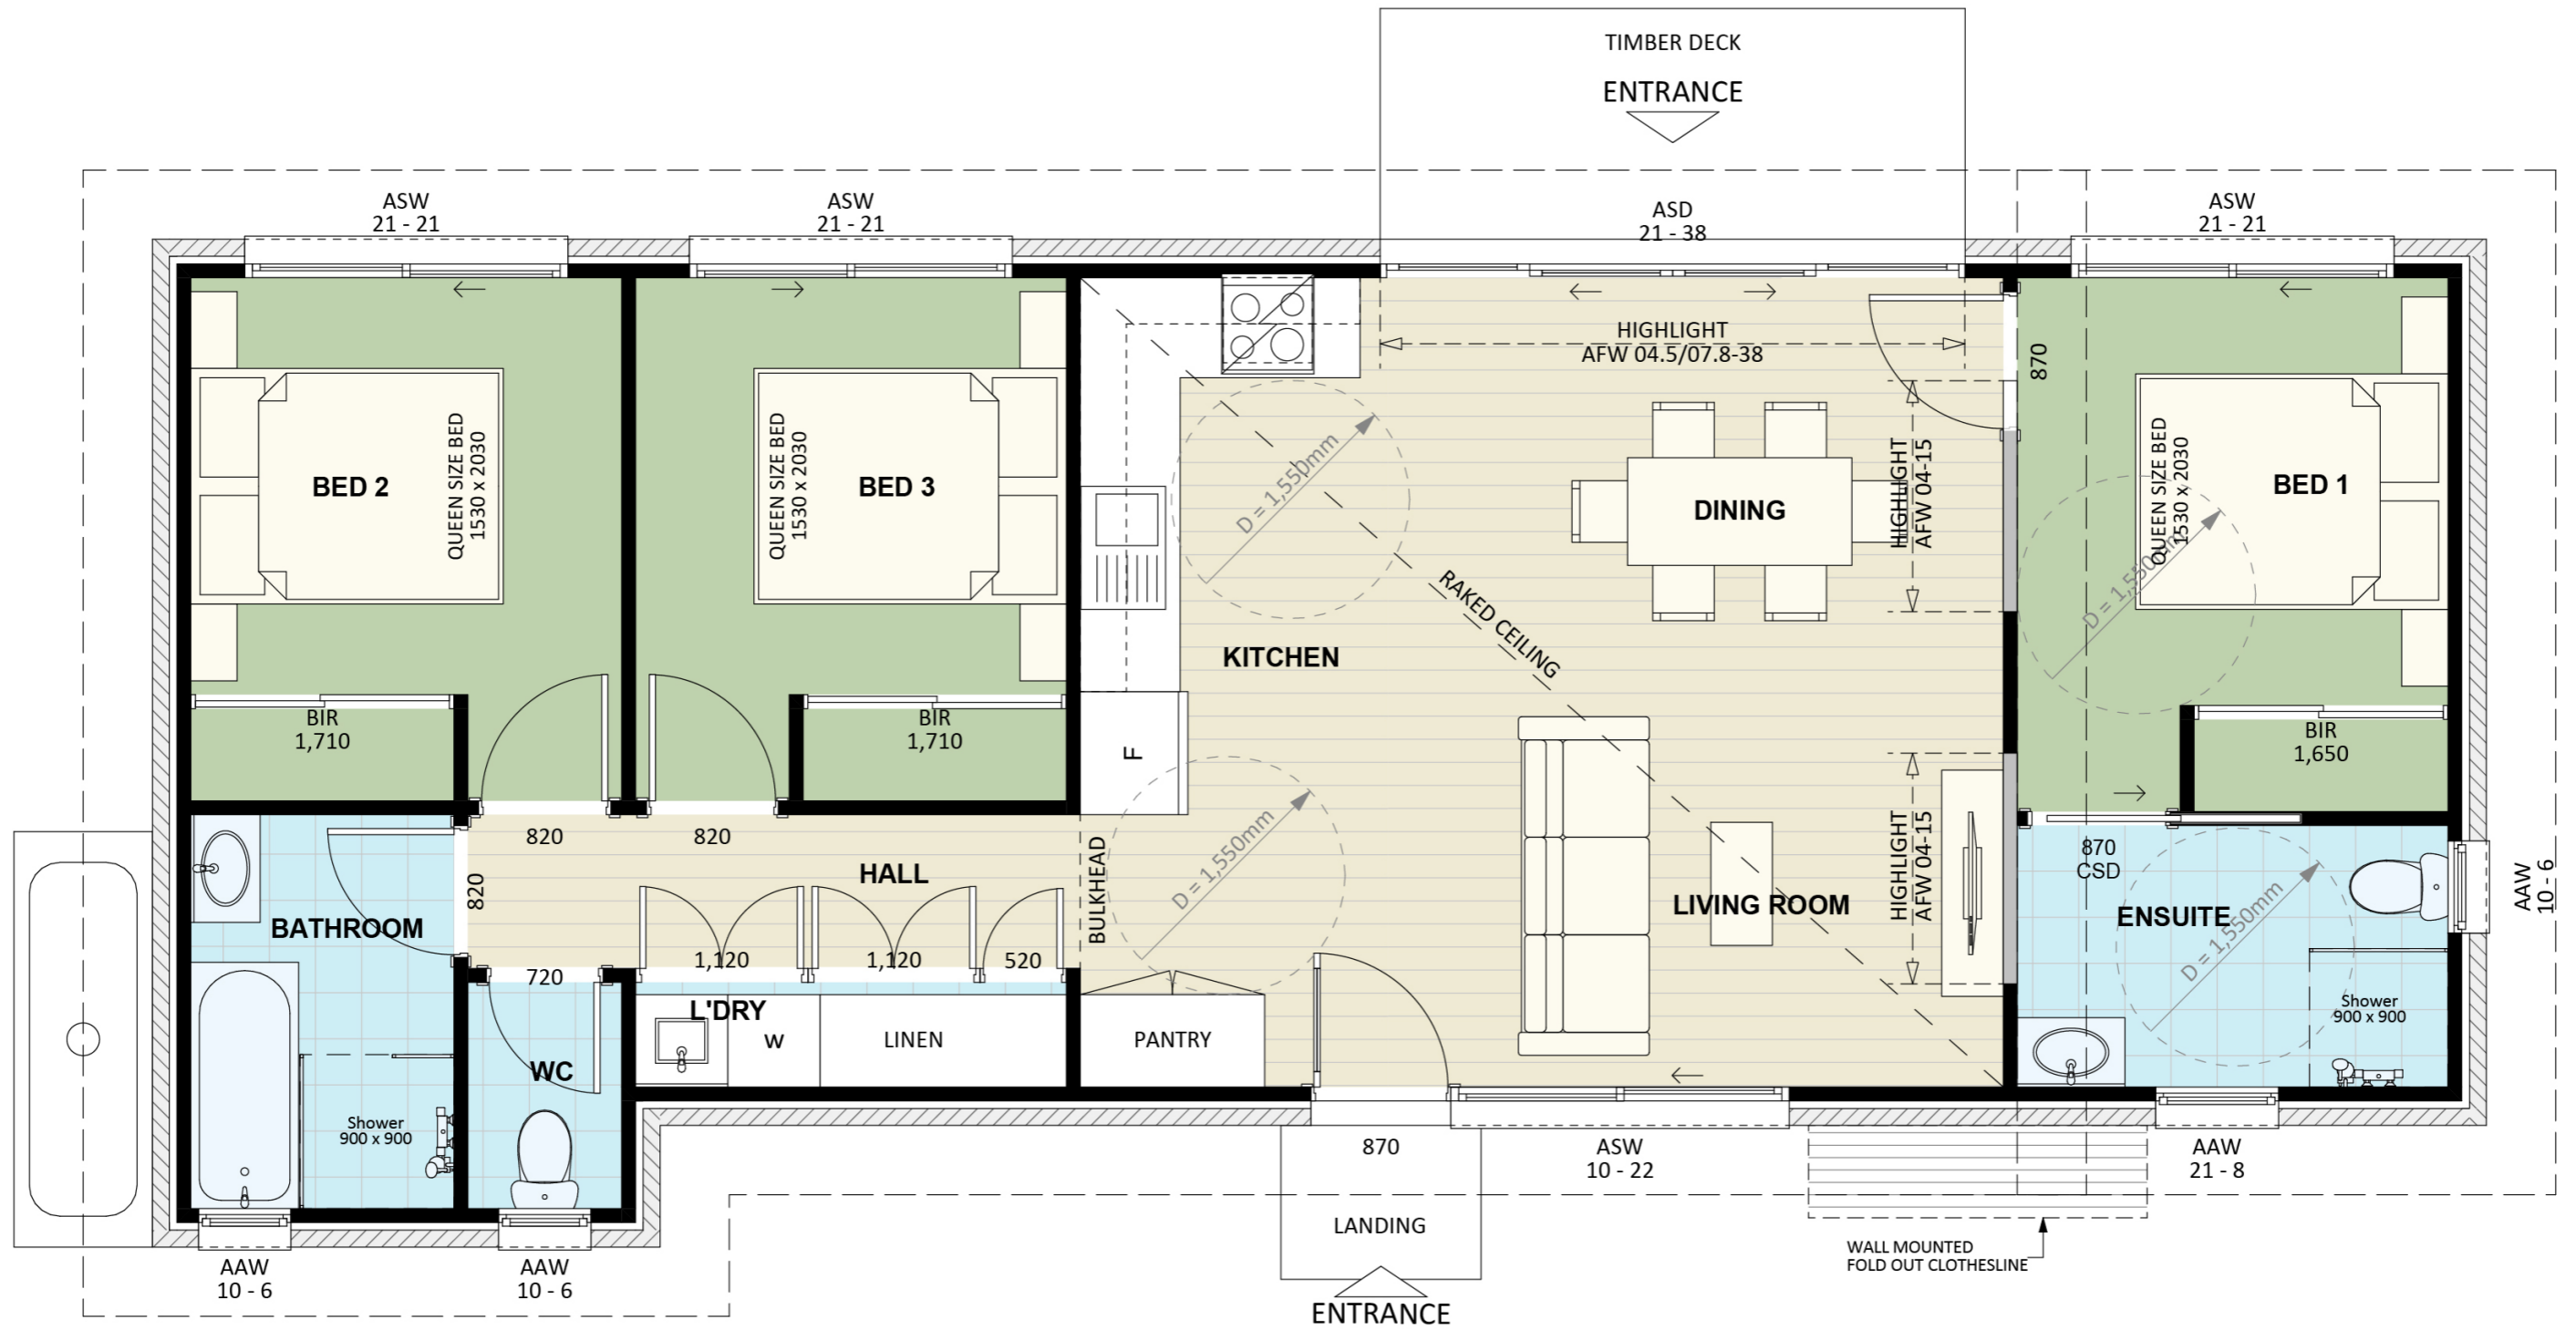 TIMBER DECK
ENTRANCE
ASW
21 - 21
ASW
21 - 21
ASD
21 - 38
ASW
21 - 21
HIGHLIGHT
AFW 04.5/07.8-38
870
QUEEN SIZE BED
1530 x 2030
BED 2
QUEEN SIZE BED
1530 x 2030
BED 3
D = 1,550mm
DINING
HIGHLIGHT
AFW 04-15
QUEEN SIZE BED
1530 x 2030
BED 1
D = 1,550mm
RAKED CEILING
KITCHEN
BIR
1,710
BIR
1,710
F
BIR
1,650
820
820
820
HALL
BULKHEAD
D = 1,550mm
HIGHLIGHT
AFW 04-15
LIVING ROOM
870
CSD
ENSUITE
D = 1,550mm
AAW
10 - 6
BATHROOM
720
1,120
1,120
520
L'DRY
W
LINEN
PANTRY
Shower
900 x 900
WC
Shower
900 x 900
870
ASW
10 - 22
AAW
21 - 8
LANDING
WALL MOUNTED
FOLD OUT CLOTHESLINE
AAW
10 - 6
AAW
10 - 6
ENTRANCE